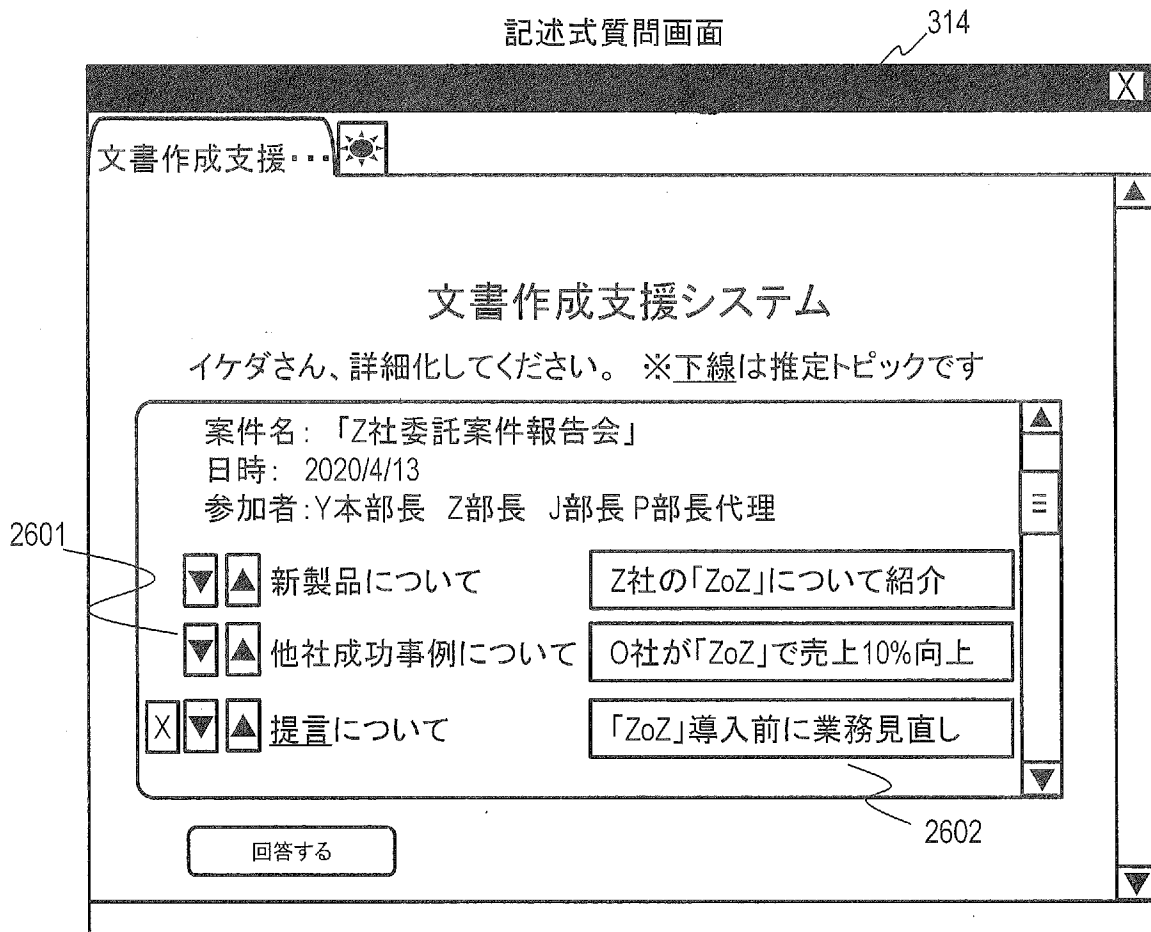 記述式質問画面
314
X
文書作成支援・・・
文書作成支援システム
イケダさん、詳細化してください。 ※下線は推定トピックです
案件名：「Z社委託案件報告会」
日時： 2020/4/13
参加者：Y本部長 Z部長 J部長 P部長代理
2601
▼ ▲ 新製品について Z社の「ZoZ」について紹介
▼ ▲ 他社成功事例について O社が「ZoZ」で売上10%向上
X ▼ ▲ 提言について 「ZoZ」導入前に業務見直し
2602
回答する